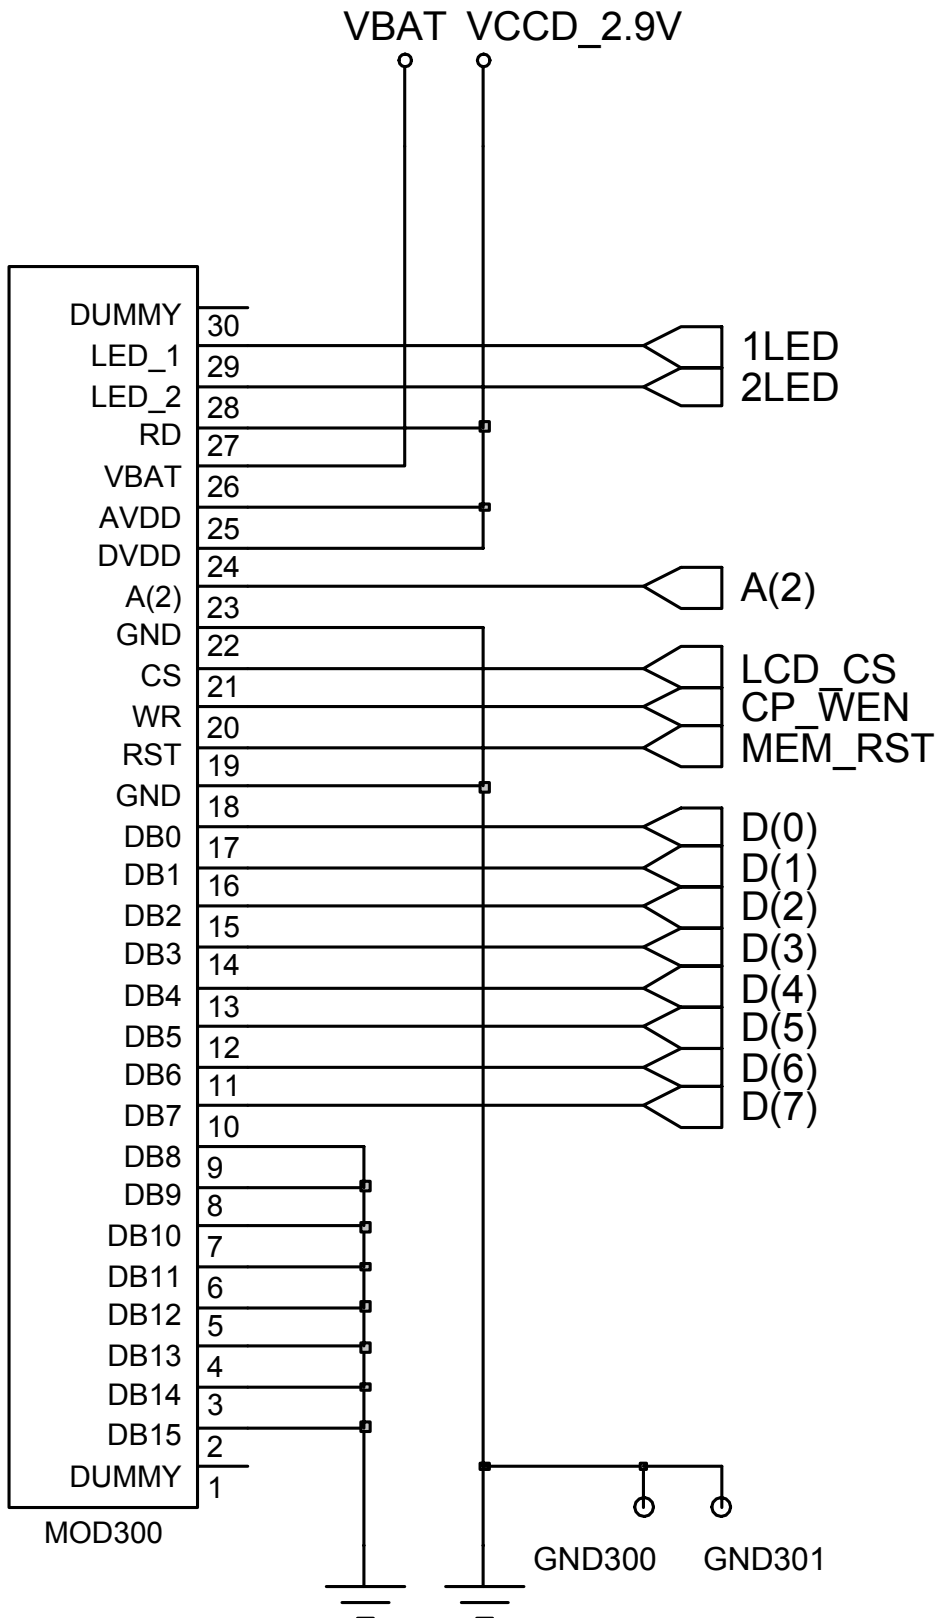 VBAT VCCD_2.9V
DUMMY 30
LED_1 29 1LED
LED_2 28 2LED
RD 27
VBAT 26
AVDD 25
DVDD 24
A(2) 23 A(2)
GND 22
CS 21 LCD_CS
WR 20 CP_WEN
RST 19 MEM_RST
GND 18
DB0 17 D(0)
DB1 16 D(1)
DB2 15 D(2)
DB3 14 D(3)
DB4 13 D(4)
DB5 12 D(5)
DB6 11 D(6)
DB7 10 D(7)
DB8 9
DB9 8
DB10 7
DB11 6
DB12 5
DB13 4
DB14 3
DB15 2
DUMMY 1
MOD300
GND300 GND301